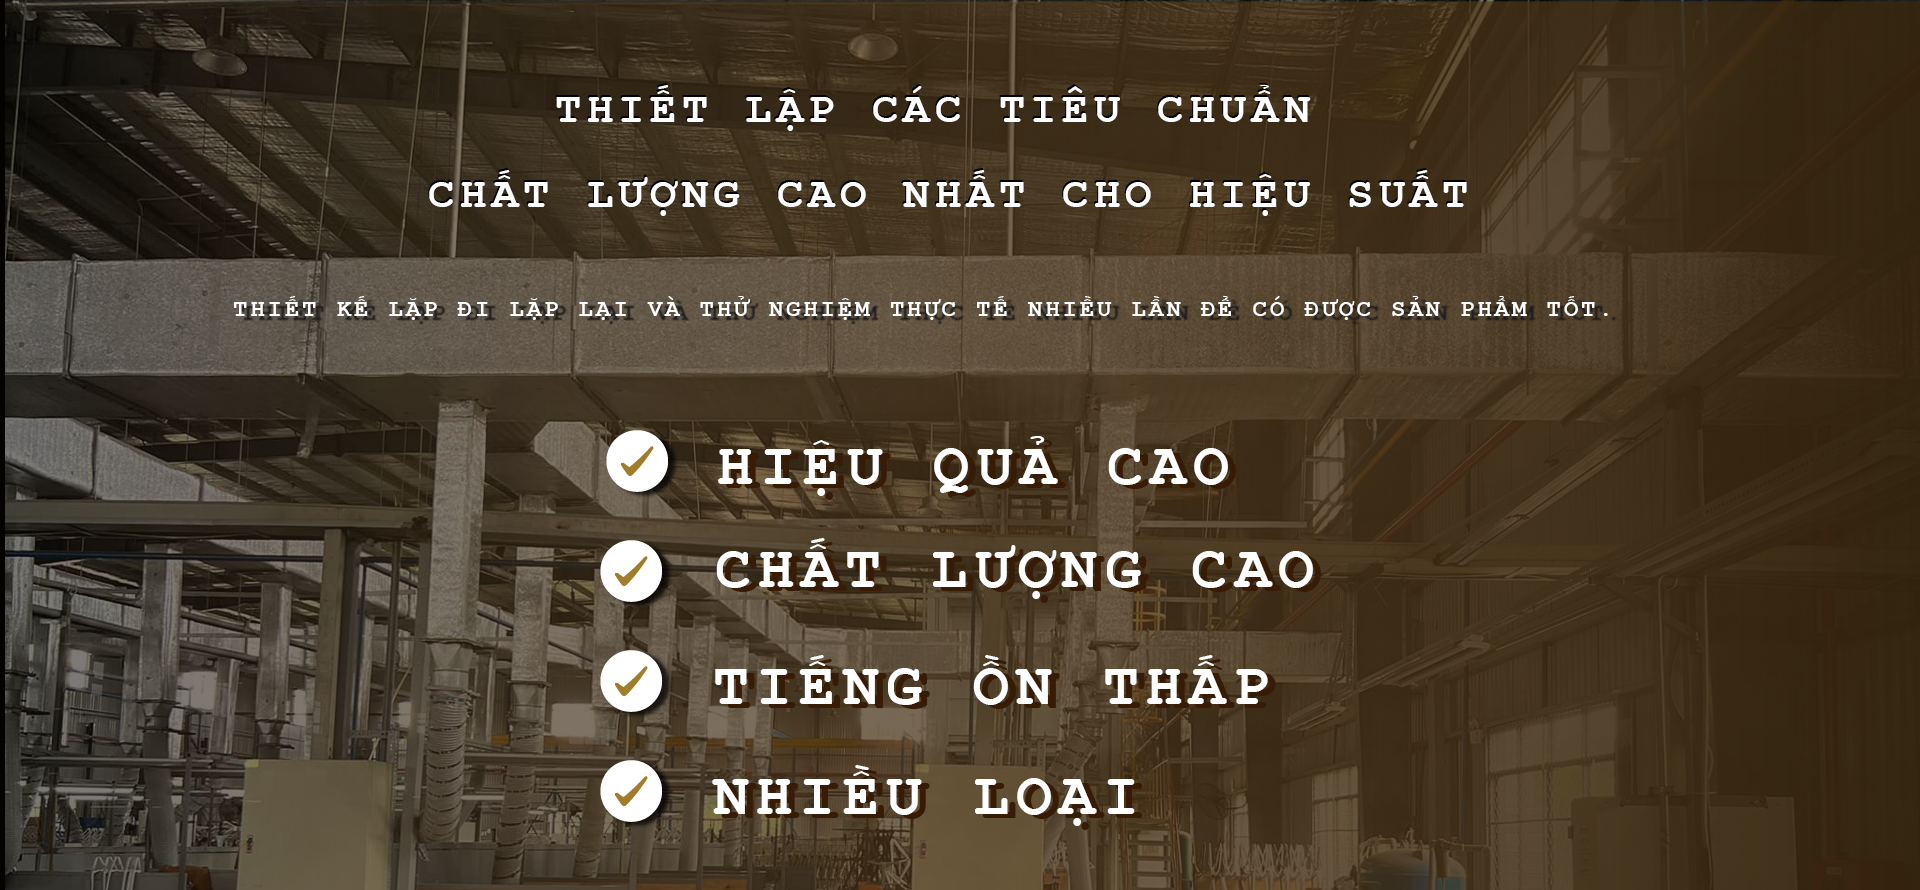 THIẾT LẬP CÁC TIÊU CHUẨN
CHẤT LƯỢNG CAO NHẤT CHO HIỆU SUẤT
THIẾT KẾ LẶP ĐI LẶP LẠI VÀ THỬ NGHIỆM THỰC TẾ NHIỀU LẦN ĐỂ CÓ ĐƯỢC SẢN PHẨM TỐT.
HIỆU QUẢ CAO
CHẤT LƯỢNG CAO
TIẾNG ỒN THẤP
NHIỀU LOẠI